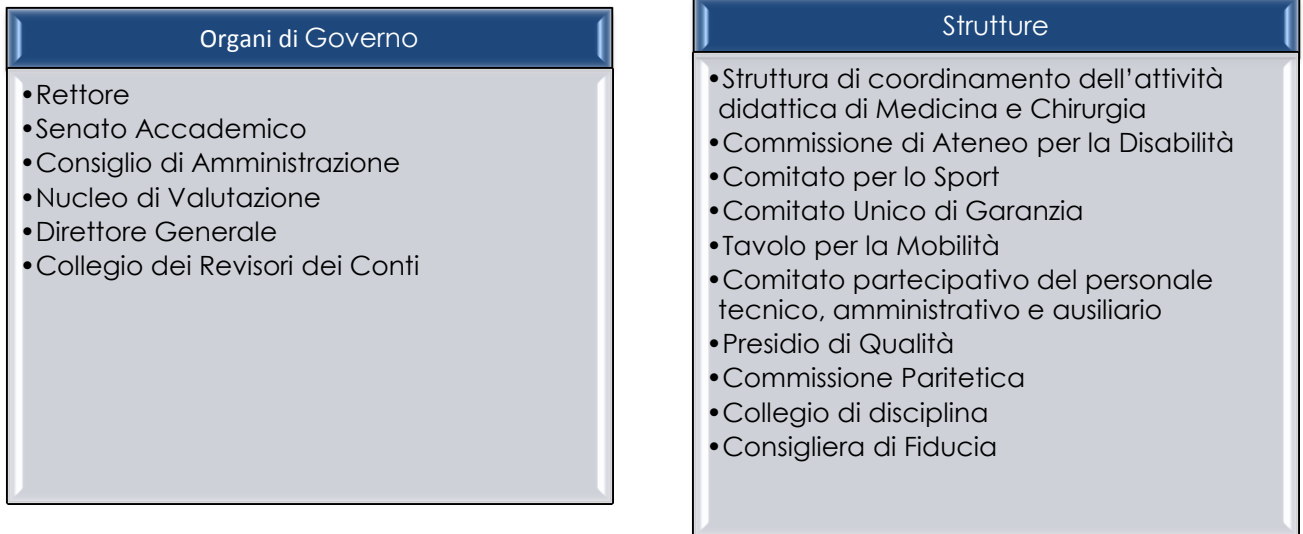 Organi di Governo
•Rettore
•Senato Accademico
•Consiglio di Amministrazione
•Nucleo di Valutazione
•Direttore Generale
•Collegio dei Revisori dei Conti
Strutture
•Struttura di coordinamento dell’attività
didattica di Medicina e Chirurgia
•Commissione di Ateneo per la Disabilità
•Comitato per lo Sport
•Comitato Unico di Garanzia
•Tavolo per la Mobilità
•Comitato partecipativo del personale
tecnico, amministrativo e ausiliario
•Presidio di Qualità
•Commissione Paritetica
•Collegio di disciplina
•Consigliera di Fiducia